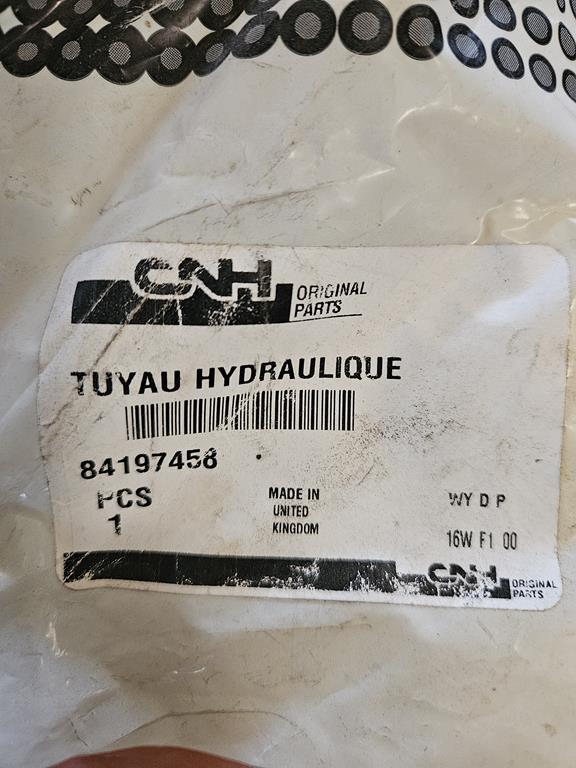 CNH
ORIGINAL
PARTS
TUYAU HYDRAULIQUE
84197458
PCS
1
MADE IN
UNITED
KINGDOM
WY D P
16W F1 00
CNH
ORIGINAL
PARTS